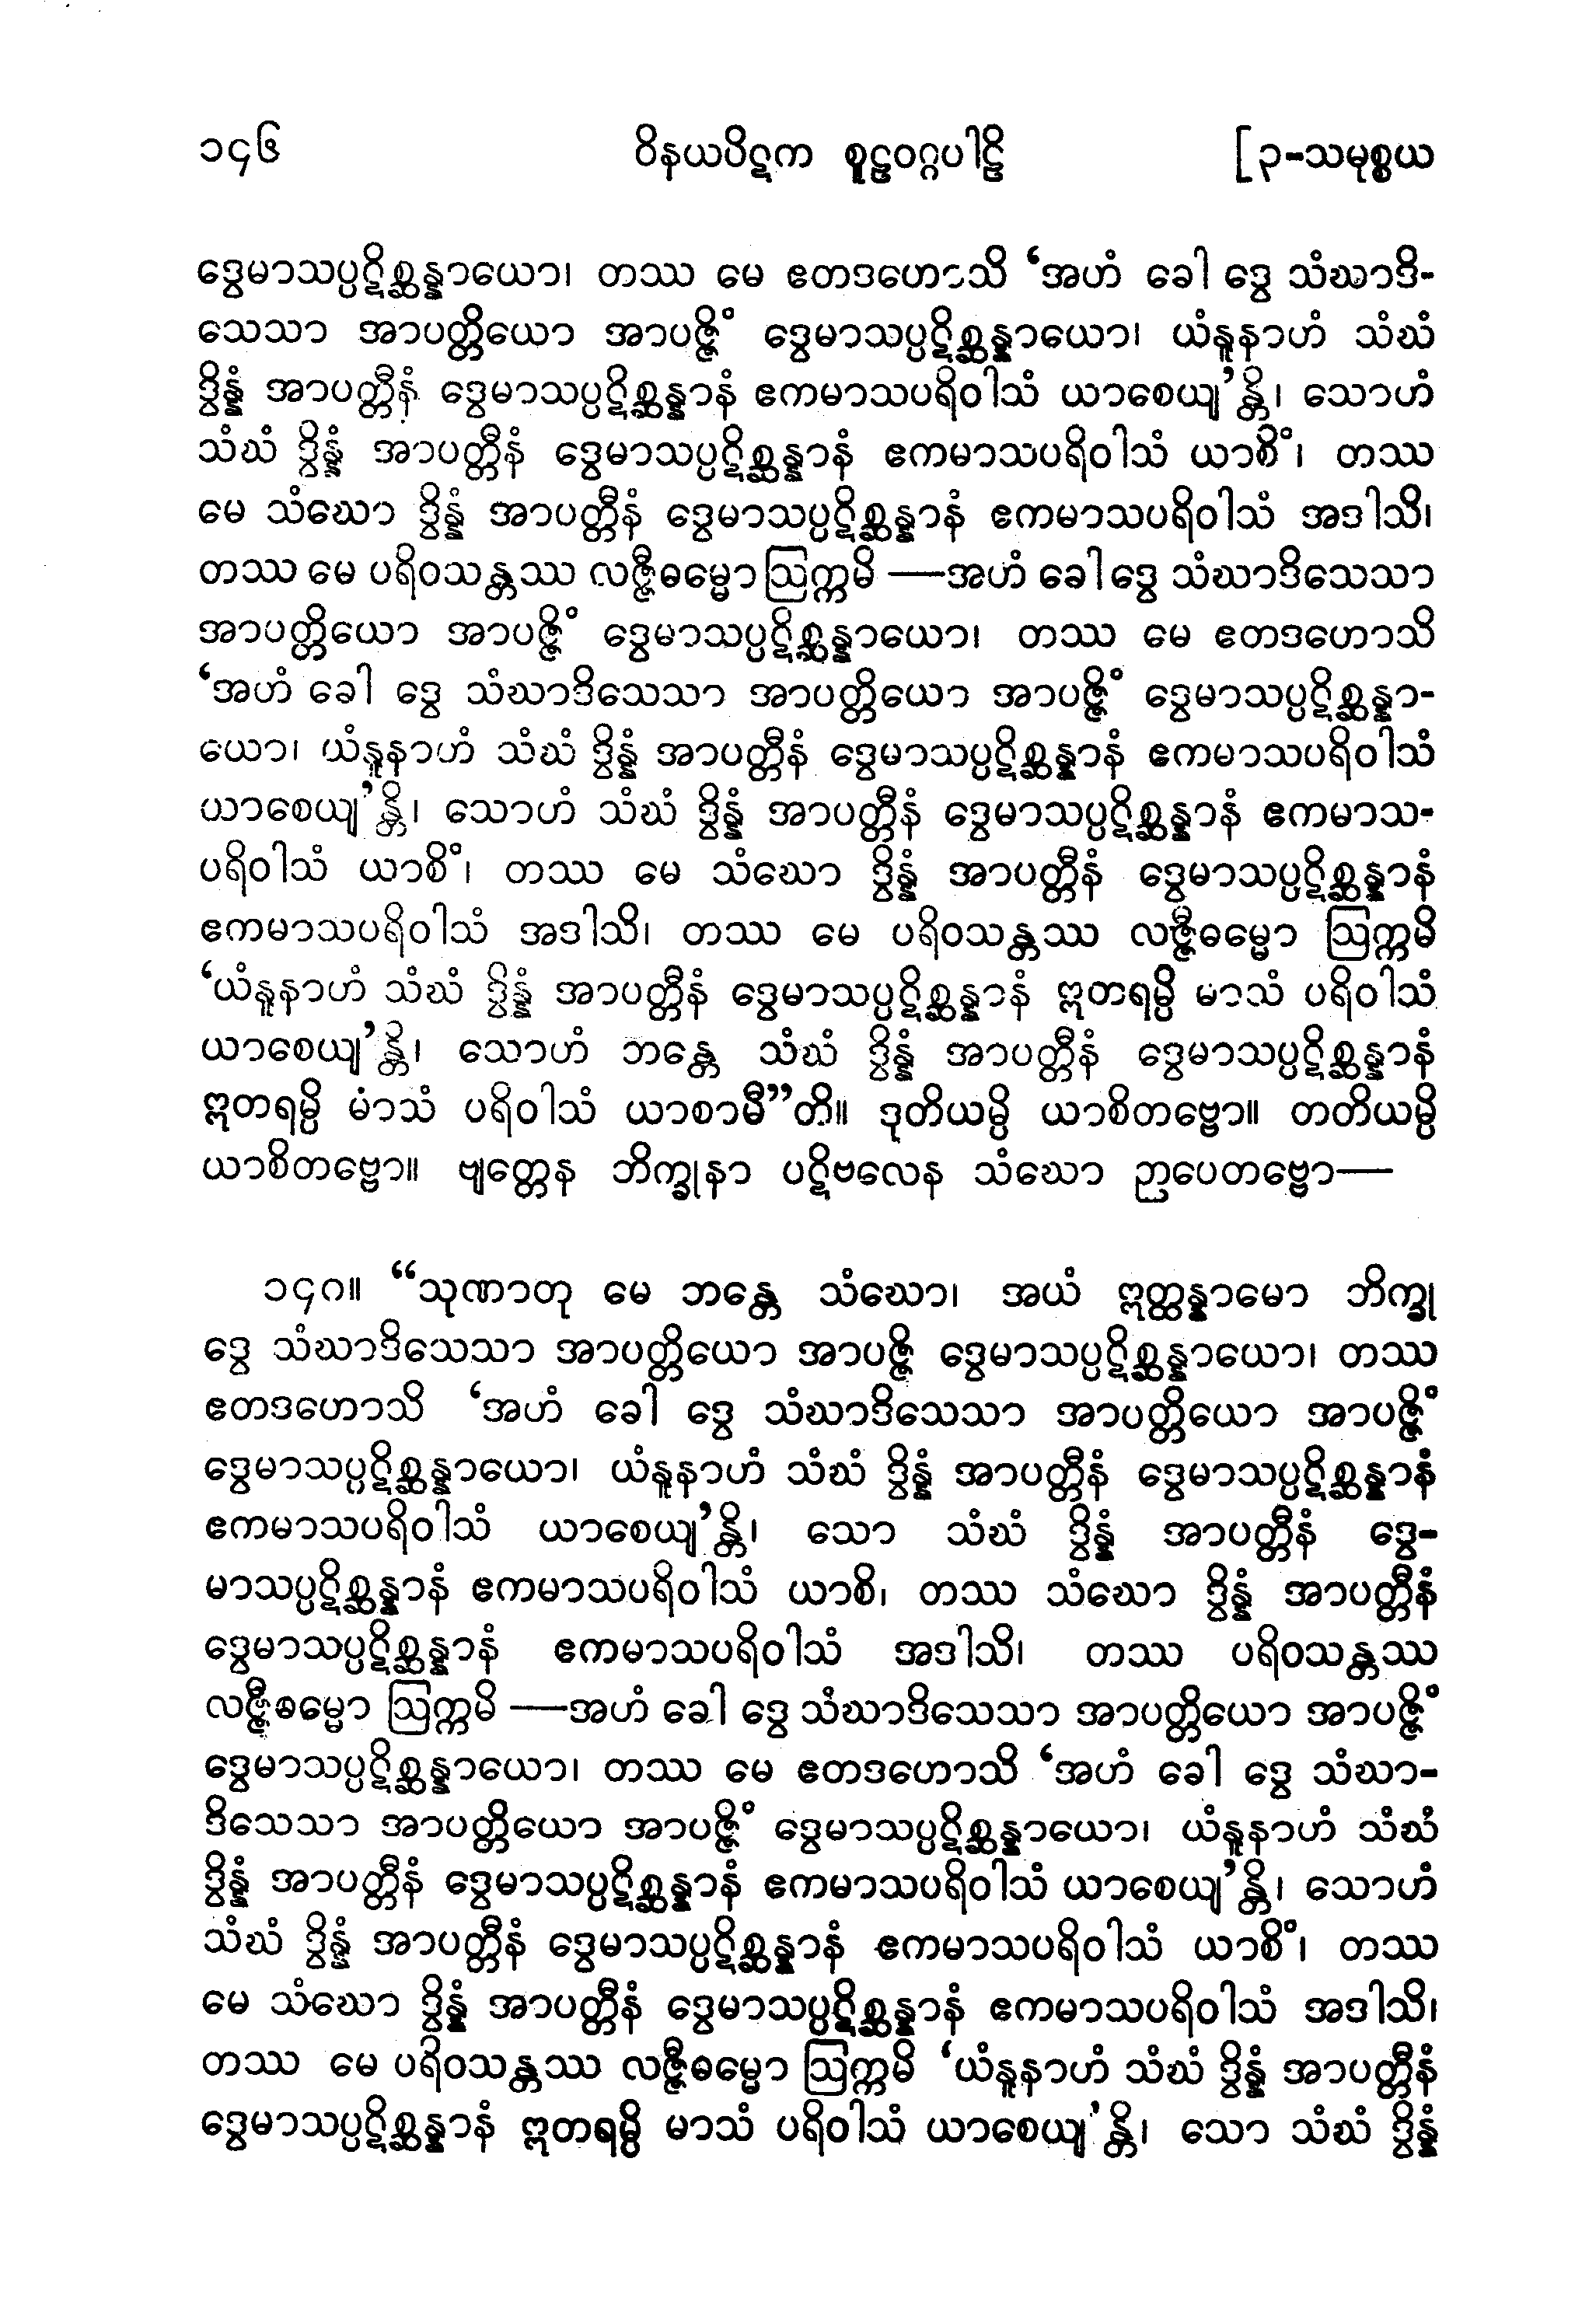 ၁၄၆ ဝိနယပိဋက စူဠဝဂ္ဂပါဠိ [၃-သမုစ္စယ
ဒွေမာသပ္ပဋိစ္ဆန္နာယော၊ တဿ မေ ဧတဒဟောသိ ‘အဟံ ခေါ ဒွေ သံဃာဒိ-
သေသာ အာပတ္တိယော အာပဇ္ဇိံ ဒွေမာသပ္ပဋိစ္ဆန္နာယော၊ ယံနူနာဟံ သံဃံ
ဒွိန္နံ အာပတ္တီနံ ဒွေမာသပ္ပဋိစ္ဆန္နာနံ ဧကမာသပရိဝါသံ ယာစေယျ’န္တိ၊ သောဟံ
သံဃံ ဒွိန္နံ အာပတ္တီနံ ဒွေမာသပ္ပဋိစ္ဆန္နာနံ ဧကမာသပရိဝါသံ ယာစိံ၊ တဿ
မေ သံဃော ဒွိန္နံ အာပတ္တီနံ ဒွေမာသပ္ပဋိစ္ဆန္နာနံ ဧကမာသပရိဝါသံ အဒါသိ၊
တဿ မေ ပရိဝသန္တဿ လဇ္ဇီဓမ္မော ဩက္ကမိ —အဟံ ခေါ ဒွေ သံဃာဒိသေသာ
အာပတ္တိယော အာပဇ္ဇိံ ဒွေမာသပ္ပဋိစ္ဆန္နာယော၊ တဿ မေ ဧတဒဟောသိ
‘အဟံ ခေါ ဒွေ သံဃာဒိသေသာ အာပတ္တိယော အာပဇ္ဇိံ ဒွေမာသပ္ပဋိစ္ဆန္နာ-
ယော၊ ယံနူနာဟံ သံဃံ ဒွိန္နံ အာပတ္တီနံ ဒွေမာသပ္ပဋိစ္ဆန္နာနံ ဧကမာသပရိဝါသံ
ယာစေယျ’န္တိ၊ သောဟံ သံဃံ ဒွိန္နံ အာပတ္တီနံ ဒွေမာသပ္ပဋိစ္ဆန္နာနံ ဧကမာသ-
ပရိဝါသံ ယာစိံ၊ တဿ မေ သံဃော ဒွိန္နံ အာပတ္တီနံ ဒွေမာသပ္ပဋိစ္ဆန္နာနံ
ဧကမာသပရိဝါသံ အဒါသိ၊ တဿ မေ ပရိဝသန္တဿ လဇ္ဇီဓမ္မော ဩက္ကမိ
‘ယံနူနာဟံ သံဃံ ဒွိန္နံ အာပတ္တီနံ ဒွေမာသပ္ပဋိစ္ဆန္နာနံ ဣတရမ္ပိ မာသံ ပရိဝါသံ
ယာစေယျ’န္တိ၊ သောဟံ ဘန္တေ သံဃံ ဒွိန္နံ အာပတ္တီနံ ဒွေမာသပ္ပဋိစ္ဆန္နာနံ
ဣတရမ္ပိ မာသံ ပရိဝါသံ ယာစာမီ”တိ။ ဒုတိယမ္ပိ ယာစိတဗ္ဗော။ တတိယမ္ပိ
ယာစိတဗ္ဗော။ ဗျတ္တေန ဘိက္ခုနာ ပဋိဗလေန သံဃော ဉာပေတဗ္ဗော—
၁၄၇။ “သုဏာတု မေ ဘန္တေ သံဃော၊ အယံ ဣတ္ထန္နာမော ဘိက္ခု
ဒွေ သံဃာဒိသေသာ အာပတ္တိယော အာပဇ္ဇိ ဒွေမာသပ္ပဋိစ္ဆန္နာယော၊ တဿ
ဧတဒဟောသိ ‘အဟံ ခေါ ဒွေ သံဃာဒိသေသာ အာပတ္တိယော အာပဇ္ဇိံ
ဒွေမာသပ္ပဋိစ္ဆန္နာယော၊ ယံနူနာဟံ သံဃံ ဒွိန္နံ အာပတ္တီနံ ဒွေမာသပ္ပဋိစ္ဆန္နာနံ
ဧကမာသပရိဝါသံ ယာစေယျ’န္တိ၊ သော သံဃံ ဒွိန္နံ အာပတ္တီနံ ဒွေ-
မာသပ္ပဋိစ္ဆန္နာနံ ဧကမာသပရိဝါသံ ယာစိ၊ တဿ သံဃော ဒွိန္နံ အာပတ္တီနံ
ဒွေမာသပ္ပဋိစ္ဆန္နာနံ ဧကမာသပရိဝါသံ အဒါသိ၊ တဿ ပရိဝသန္တဿ
လဇ္ဇီဓမ္မော ဩက္ကမိ —အဟံ ခေါ ဒွေ သံဃာဒိသေသာ အာပတ္တိယော အာပဇ္ဇိံ
ဒွေမာသပ္ပဋိစ္ဆန္နာယော၊ တဿ မေ ဧတဒဟောသိ ‘အဟံ ခေါ ဒွေ သံဃာ-
ဒိသေသာ အာပတ္တိယော အာပဇ္ဇိံ ဒွေမာသပ္ပဋိစ္ဆန္နာယော၊ ယံနူနာဟံ သံဃံ
ဒွိန္နံ အာပတ္တီနံ ဒွေမာသပ္ပဋိစ္ဆန္နာနံ ဧကမာသပရိဝါသံ ယာစေယျ’န္တိ၊ သောဟံ
သံဃံ ဒွိန္နံ အာပတ္တီနံ ဒွေမာသပ္ပဋိစ္ဆန္နာနံ ဧကမာသပရိဝါသံ ယာစိံ၊ တဿ
မေ သံဃော ဒွိန္နံ အာပတ္တီနံ ဒွေမာသပ္ပဋိစ္ဆန္နာနံ ဧကမာသပရိဝါသံ အဒါသိ၊
တဿ မေ ပရိဝသန္တဿ လဇ္ဇီဓမ္မော ဩက္ကမိ ‘ယံနူနာဟံ သံဃံ ဒွိန္နံ အာပတ္တီနံ
ဒွေမာသပ္ပဋိစ္ဆန္နာနံ ဣတရမ္ပိ မာသံ ပရိဝါသံ ယာစေယျ’န္တိ၊ သော သံဃံ ဒွိန္နံ